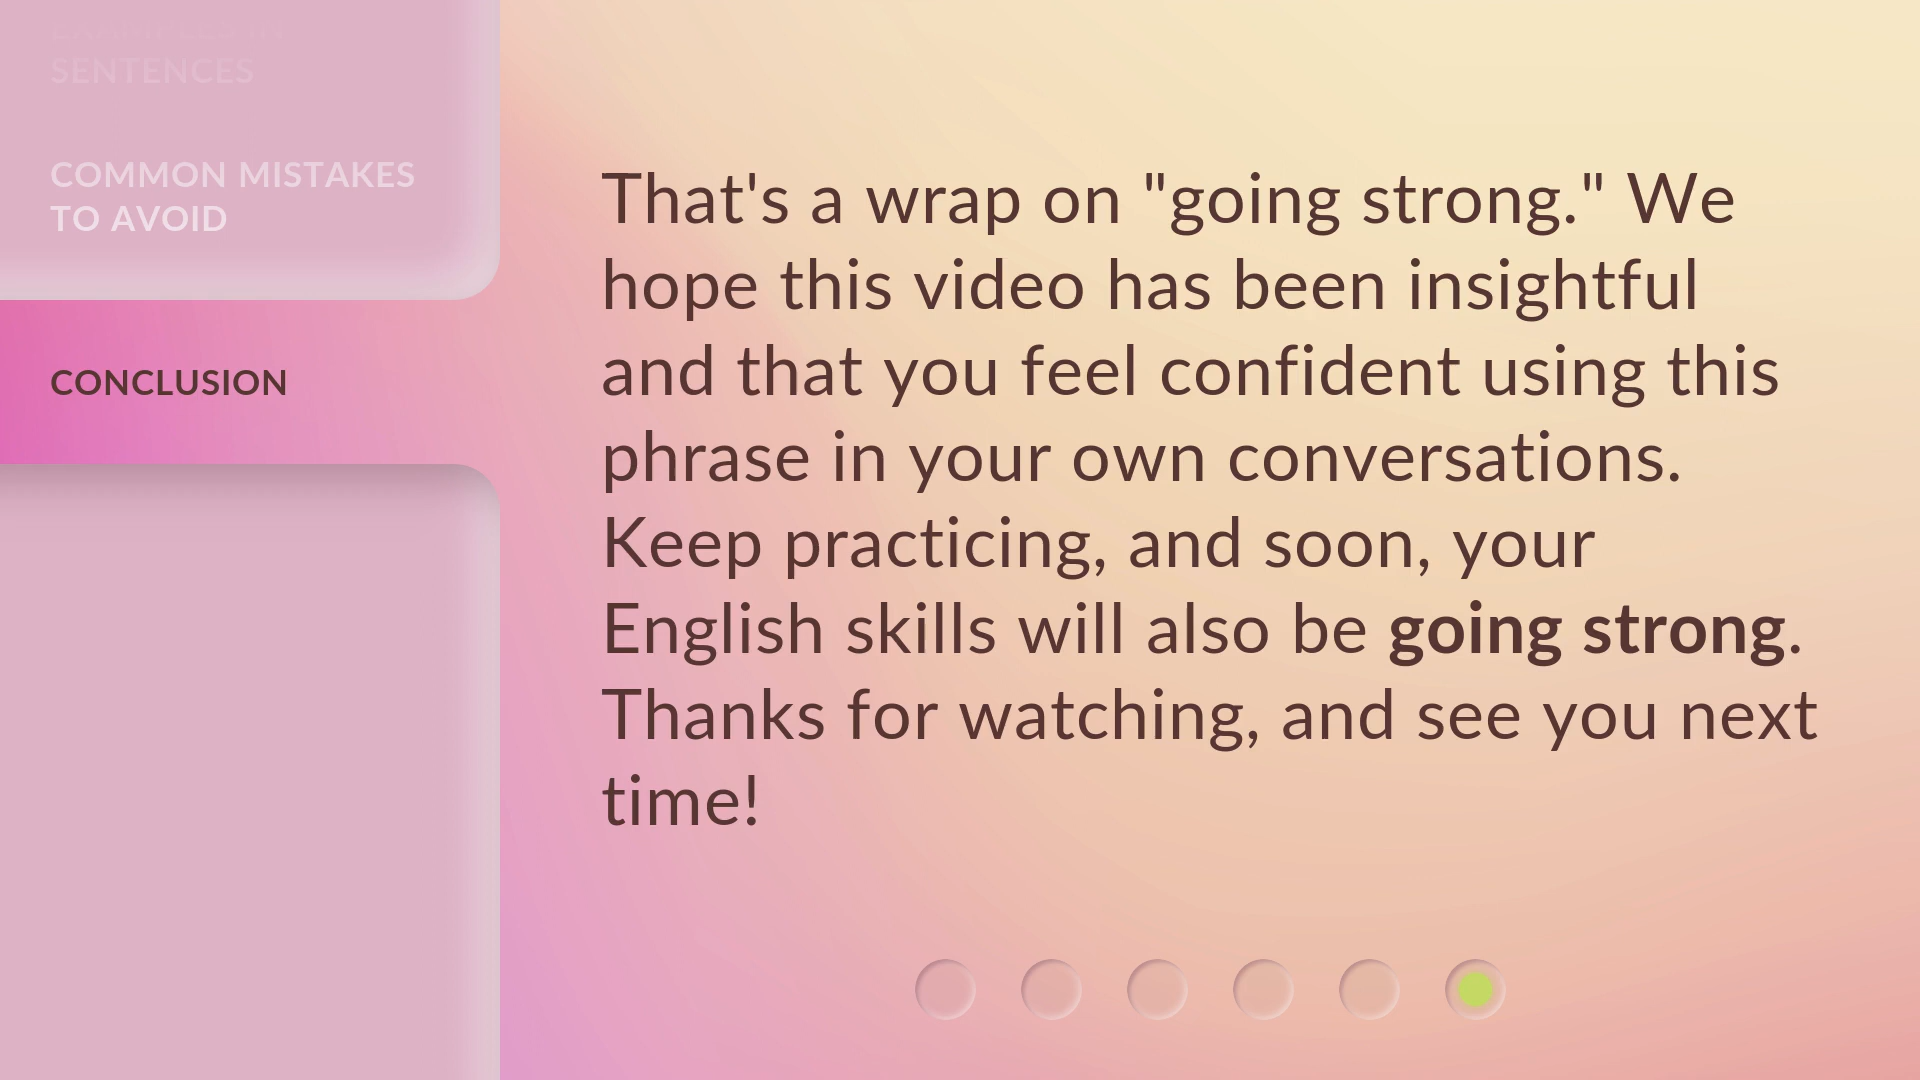 EXAMPLES IN
SENTENCES
COMMON MISTAKES
TO AVOID
CONCLUSION
That's a wrap on "going strong." We
hope this video has been insightful
and that you feel confident using this
phrase in your own conversations.
Keep practicing, and soon, your
English skills will also be going strong.
Thanks for watching, and see you next
time!